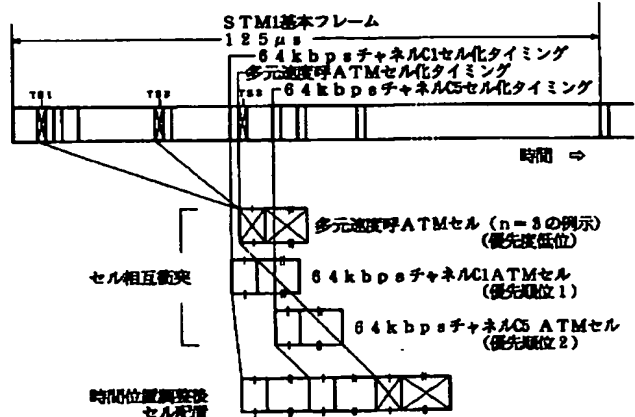 STM1基本フレーム
125μs
64kbpsチャネルC1セル化タイミング
多元速度呼ATMセル化タイミング
64kbpsチャネルC5セル化タイミング
TS1
時間 ⇒
多元速度呼ATMセル (n=3の例示)
(優先度低位)
セル相互衝突
64kbpsチャネルC1ATMセル
(優先順位1)
64kbpsチャネルC5 ATMセル
(優先順位2)
時間位置調整後
セル配置